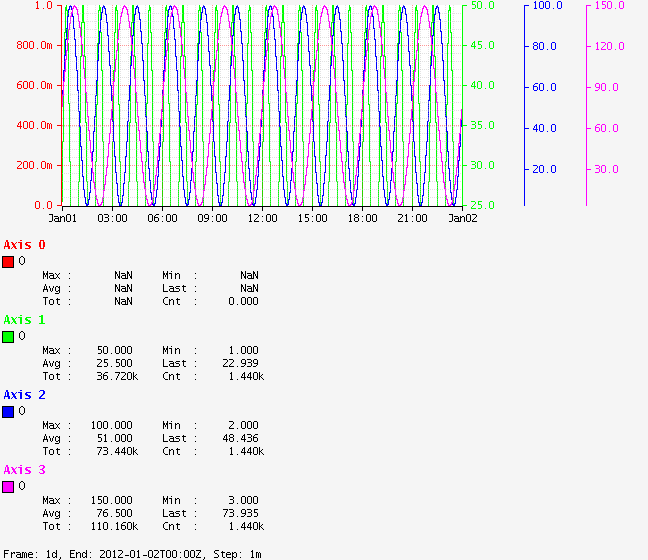 1.0 50.0 100.0 150.0
800.0m 45.0 80.0 120.0
600.0m 40.0 60.0 90.0
400.0m 35.0 40.0 60.0
200.0m 30.0 20.0 30.0
0.0 25.0
Jan01 03:00 06:00 09:00 12:00 15:00 18:00 21:00 Jan02
Axis 0
0
Max : NaN Min : NaN
Avg : NaN Last : NaN
Tot : NaN Cnt : 0.000
Axis 1
0
Max : 50.000 Min : 1.000
Avg : 25.500 Last : 22.939
Tot : 36.720k Cnt : 1.440k
Axis 2
0
Max : 100.000 Min : 2.000
Avg : 51.000 Last : 48.436
Tot : 73.440k Cnt : 1.440k
Axis 3
0
Max : 150.000 Min : 3.000
Avg : 76.500 Last : 73.935
Tot : 110.160k Cnt : 1.440k
Frame: 1d, End: 2012-01-02T00:00Z, Step: 1m